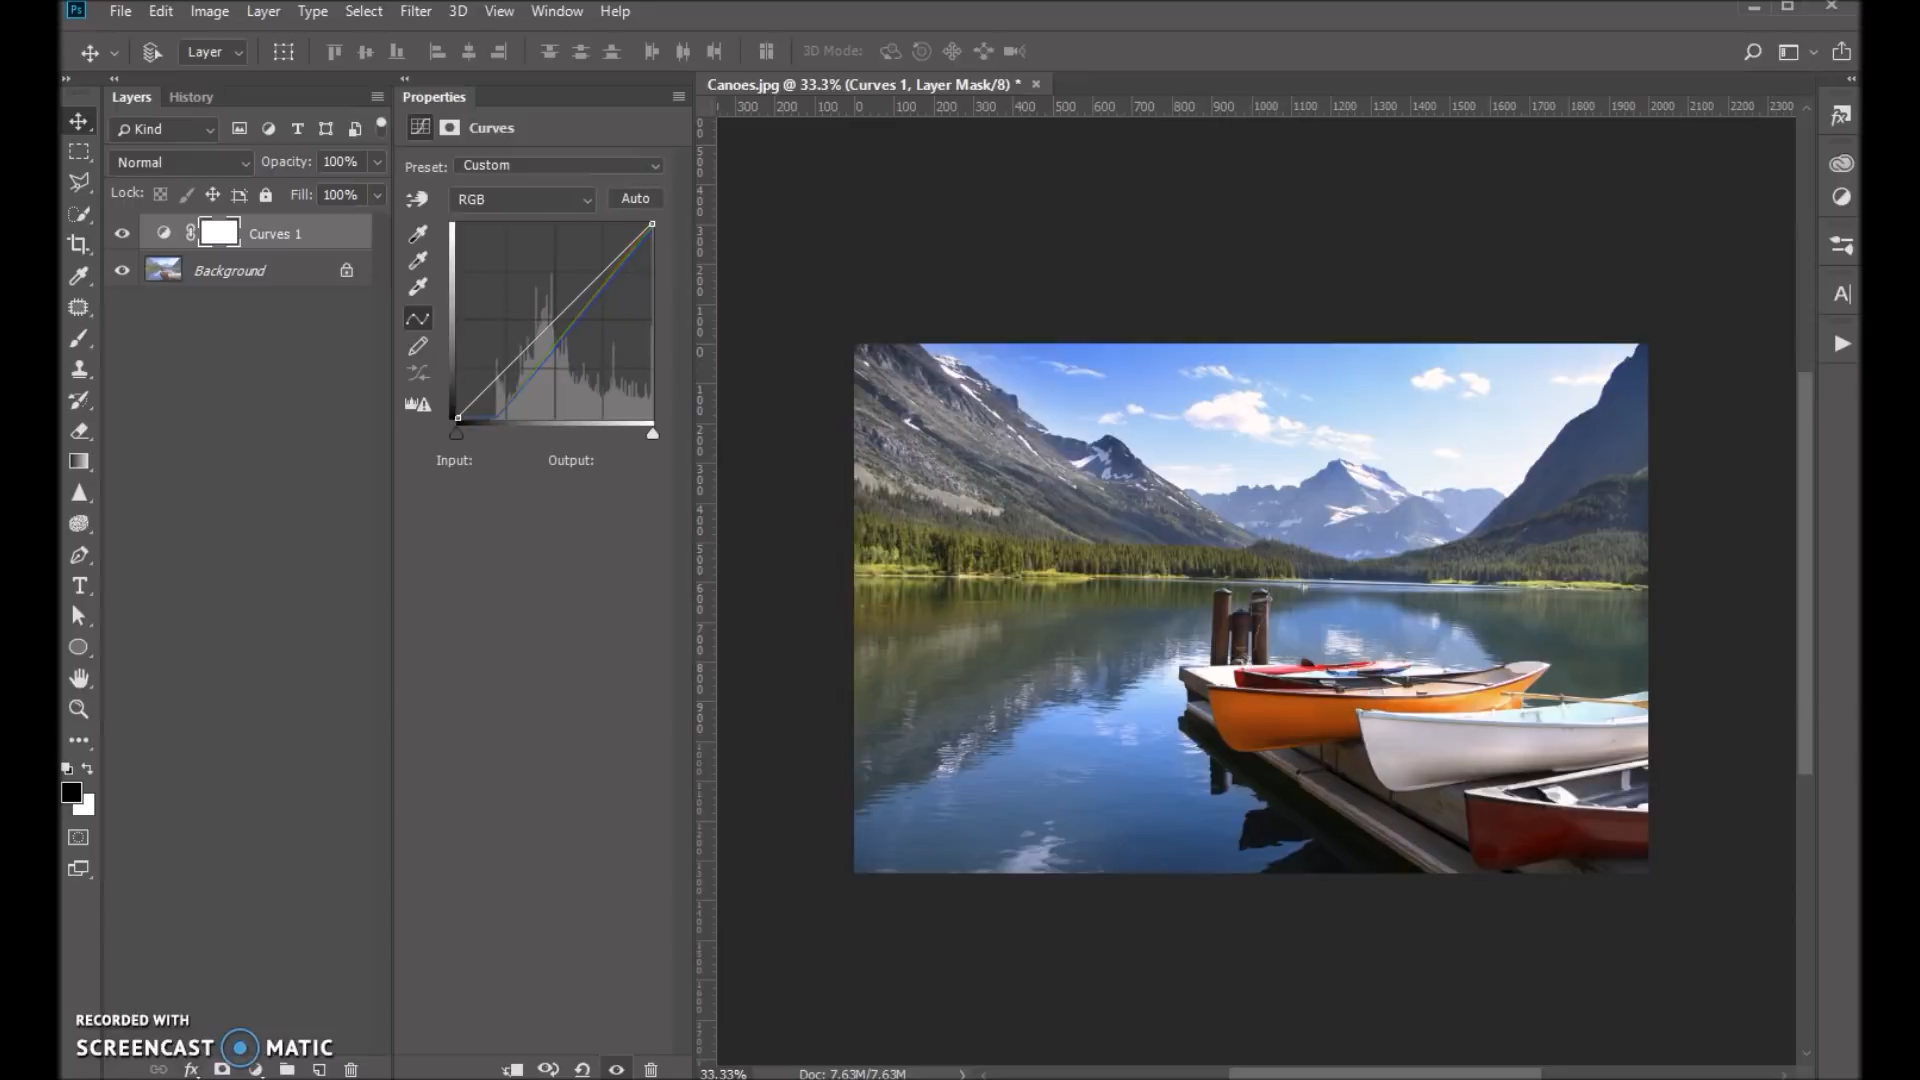 Ps File Edit Image Layer Type Select Filter 3D View Window Help
Layer 3D Mode:
Layers History
Kind
Normal Opacity: 100%
Lock: Fill: 100%
Curves 1
Background
Properties
Curves
Preset: Custom
RGB Auto
Input: Output:
Canoes.jpg @ 33.3% (Curves 1, Layer Mask/8) *
300 200 100 0 100 200 300 400 500 600 700 800 900 1000 1100 1200 1300 1400 1500 1600 1700 1800 1900 2000 2100 2200 2300
RECORDED WITH
SCREENCAST MATIC
33.33% Doc: 7.63M/7.63M